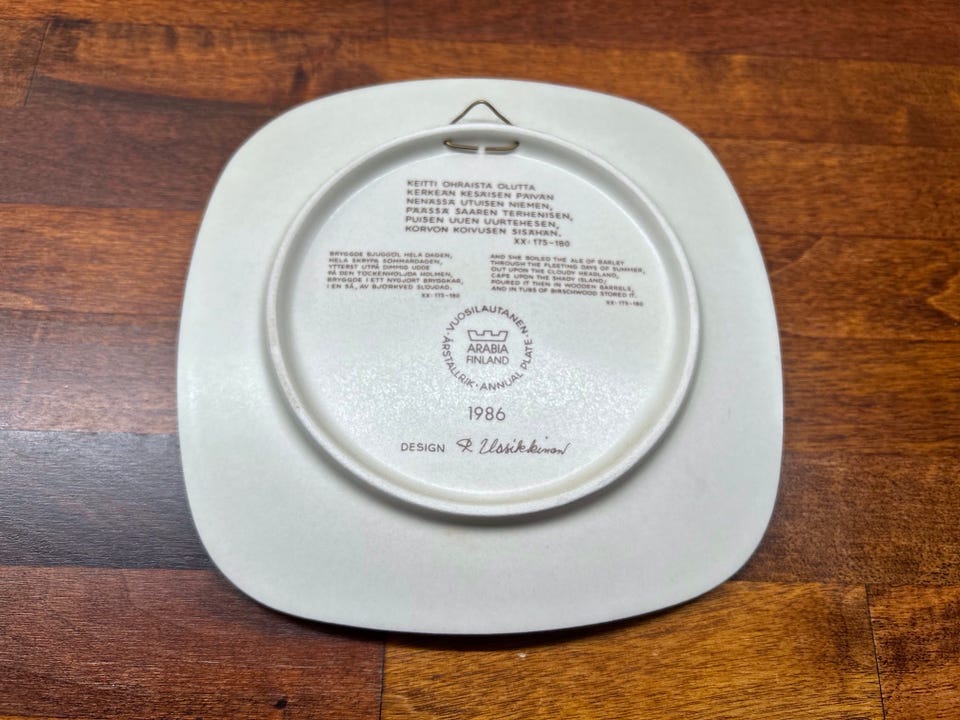 KEITTI OHRAISTA OLUTTA
KERKEÄN KESÄISEN PÄIVÄN
NENÄSSÄ UTUISEN NIEMEN,
PÄÄSSÄ SAAREN TERHENISEN,
PUISEN UUEN UURTEHESEN,
KORVON KOIVUSEN SISÄHÄN.
XX: 175-180
BRYGGDE BJUGGÖL HELA DAGEN,
HELA SKRYPA SOMMARDAGEN,
YTTERST UTPÅ DIMMIG UDDE
PÅ DEN TÖCKENHÖLJDA HOLMEN,
BRYGGDE I ETT NYGJORT BRYGGKAR,
I EN SÅ, AV BJÖRKVED SLÖJDAD.
XX: 175-180
AND SHE BOILED THE ALE OF BARLEY
THROUGH THE FLEETING DAYS OF SUMMER,
OUT UPON THE CLOUDY HEADLAND,
CAPE UPON THE SHADY ISLAND;
POURED IT THEN IN WOODEN BARRELS,
AND IN TUBS OF BIRSCHWOOD STORED IT.
XX: 175-180
VUOSILAUTANEN · ANNUAL PLATE · ÅRSTALLRIK ·
ARABIA
FINLAND
1986
DESIGN R. Uosikkinen